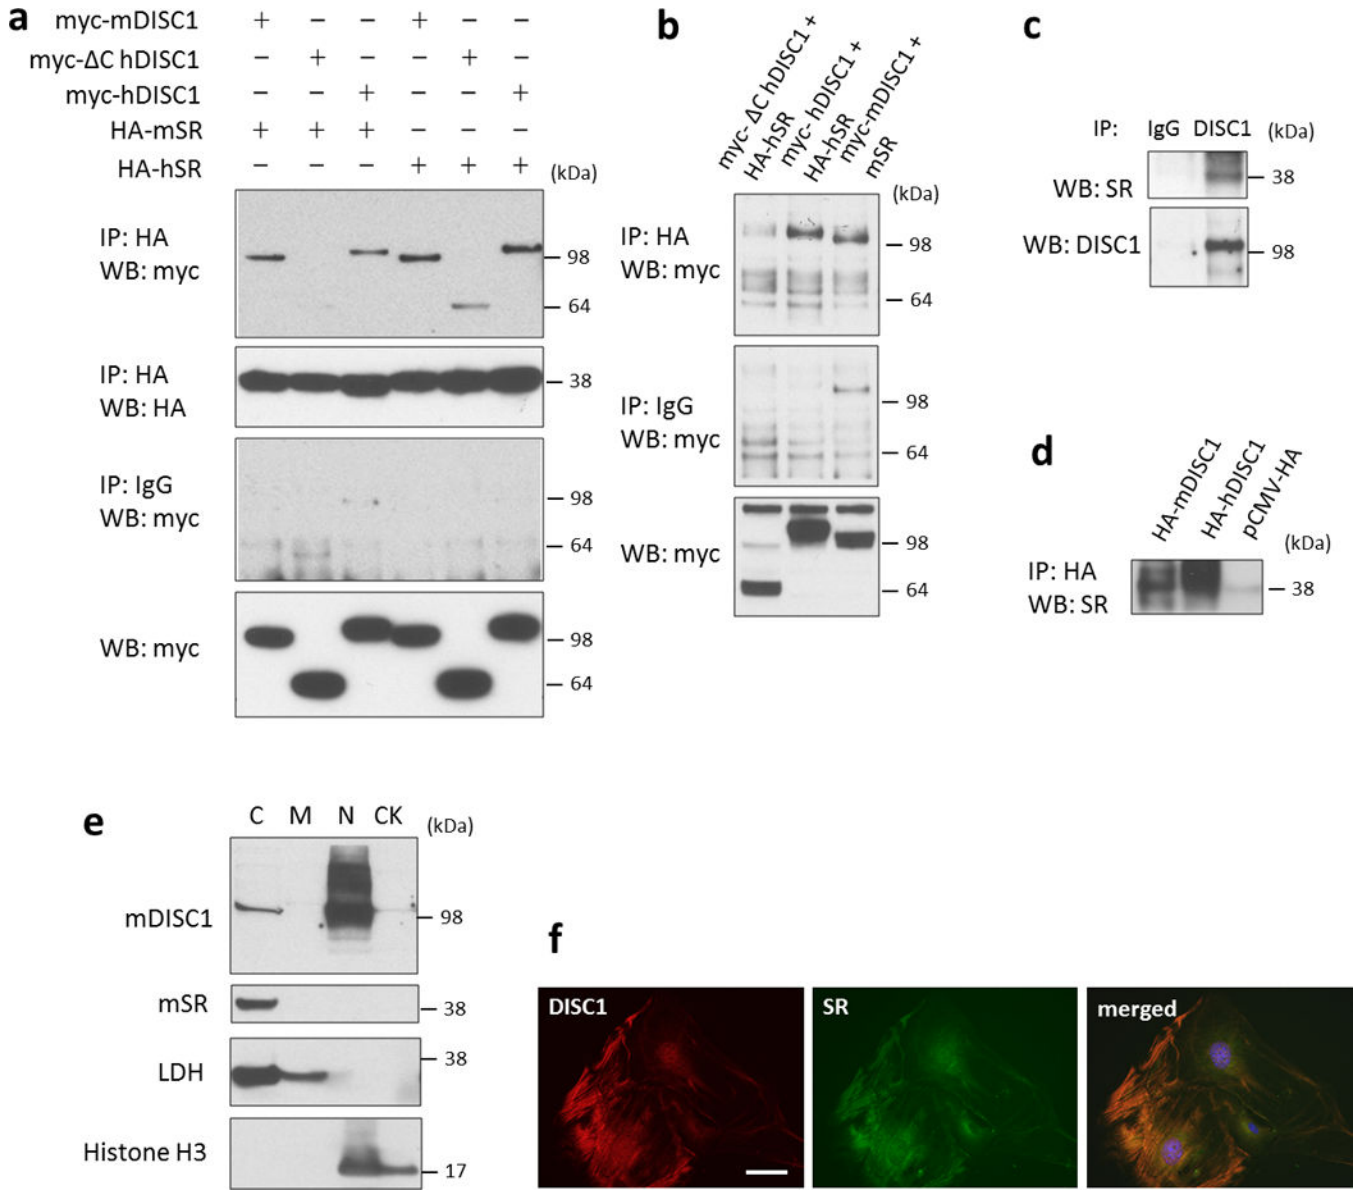 a
myc-mDISC1 + − − + − −
myc-ΔC hDISC1 − + − − + −
myc-hDISC1 − − + − − +
HA-mSR + + + − − −
HA-hSR − − − + + + (kDa)
IP: HA
WB: myc
98
64
IP: HA
WB: HA
38
IP: IgG
WB: myc
98
64
WB: myc
98
64
b
myc- ΔC hDISC1 +
HA-hSR
myc- hDISC1 +
HA-hSR
myc-mDISC1 +
mSR
(kDa)
IP: HA
WB: myc
98
64
IP: IgG
WB: myc
98
64
WB: myc
98
64
c
IP: IgG DISC1 (kDa)
WB: SR
38
WB: DISC1
98
d
HA-mDISC1
HA-hDISC1
pCMV-HA
(kDa)
IP: HA
WB: SR
38
e
C M N CK (kDa)
mDISC1
98
mSR
38
LDH
38
Histone H3
17
f
DISC1
SR
merged